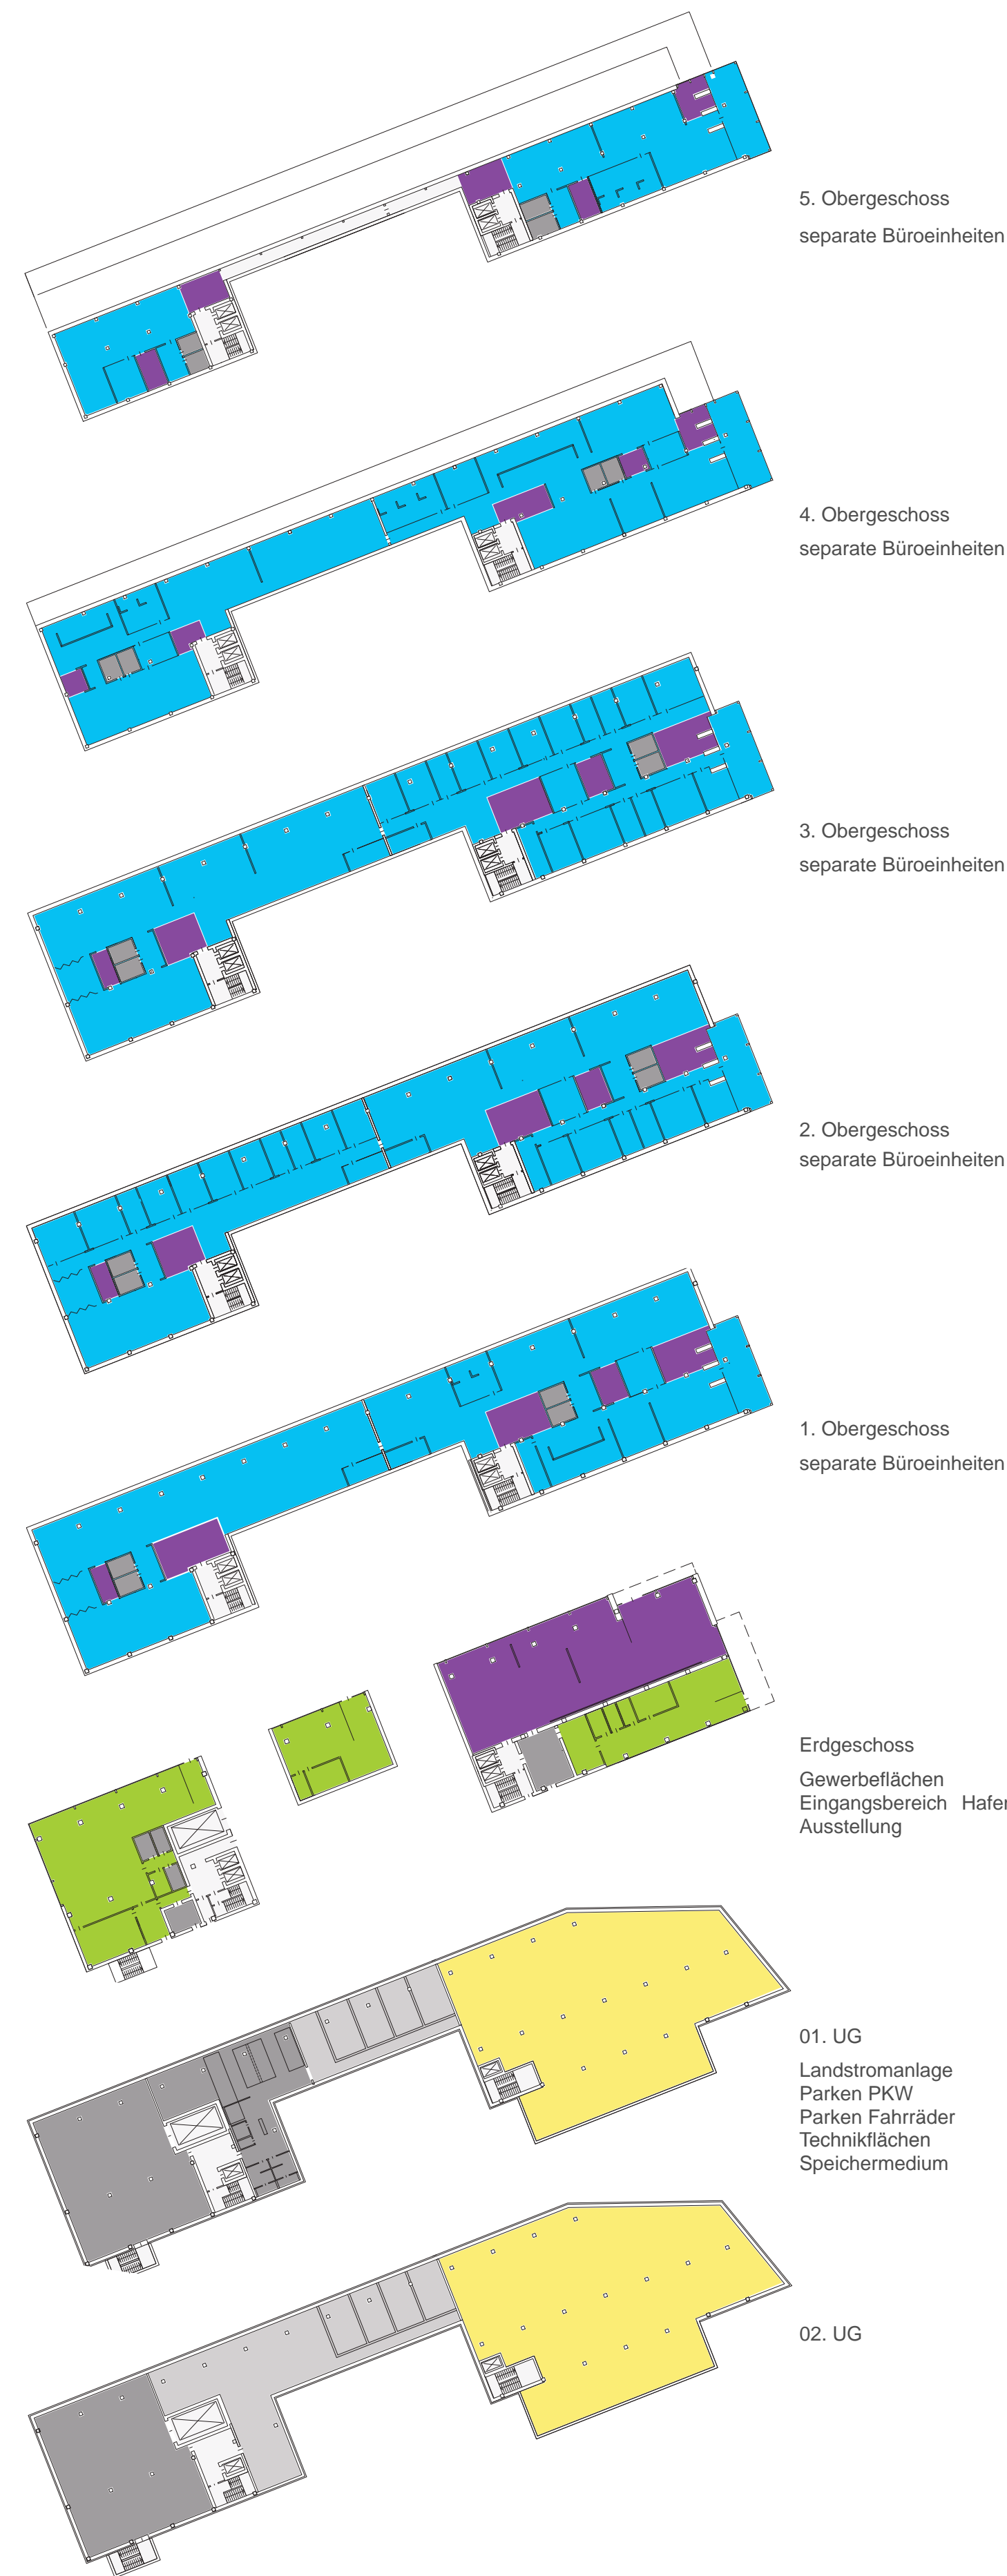 5. Obergeschoss
separate Büroeinheiten
4. Obergeschoss
separate Büroeinheiten
3. Obergeschoss
separate Büroeinheiten
2. Obergeschoss
separate Büroeinheiten
1. Obergeschoss
separate Büroeinheiten
Erdgeschoss
Gewerbeflächen
Eingangsbereich
Ausstellung
01. UG
Landstromanlage
Parken PKW
Parken Fahrräder
Technikflächen
Speichermedium
02. UG